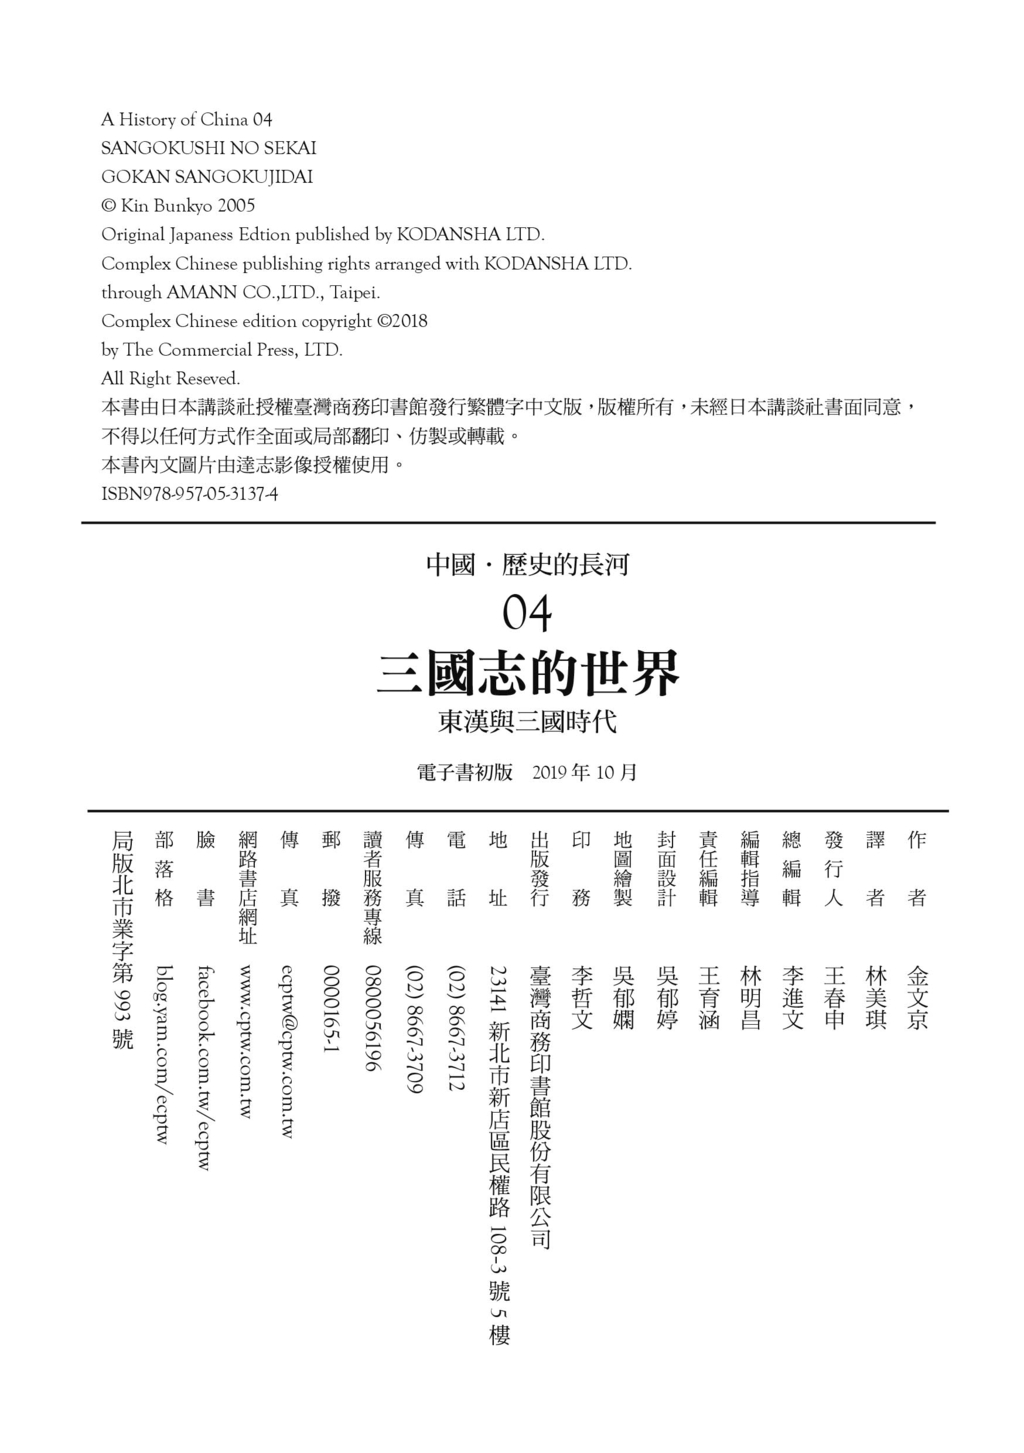 A History of China 04
SANGOKUSHI NO SEKAI
GOKAN SANGOKUJIDAI
© Kin Bunkyo 2005
Original Japaness Edtion published by KODANSHA LTD.
Complex Chinese publishing rights arranged with KODANSHA LTD.
through AMANN CO.,LTD., Taipei.
Complex Chinese edition copyright ©2018
by The Commercial Press, LTD.
All Right Reseved.
本書由日本講談社授權臺灣商務印書館發行繁體字中文版，版權所有，未經日本講談社書面同意，
不得以任何方式作全面或局部翻印、仿製或轉載。
本書內文圖片由達志影像授權使用。
ISBN978-957-05-3137-4
中國・歷史的長河
04
三國志的世界
東漢與三國時代
電子書初版　2019 年 10 月
作者　金文京
譯者　林美琪
發行人　王春申
總編輯　李進文
編輯指導　林明昌
責任編輯　王育涵
封面設計　吳郁婷
地圖繪製　吳郁嫻
印務　李哲文
出版發行　臺灣商務印書館股份有限公司
地址　23141 新北市新店區民權路 108-3 號 5 樓
電話　(02) 8667-3712
傳真　(02) 8667-3709
讀者服務專線　0800056196
郵撥　0000165-1
傳真　ecptw@cptw.com.tw
網路書店網址　www.cptw.com.tw
臉書　facebook.com.tw/ecptw
部落格　blog.yam.com/ecptw
局版北市業字第 993 號